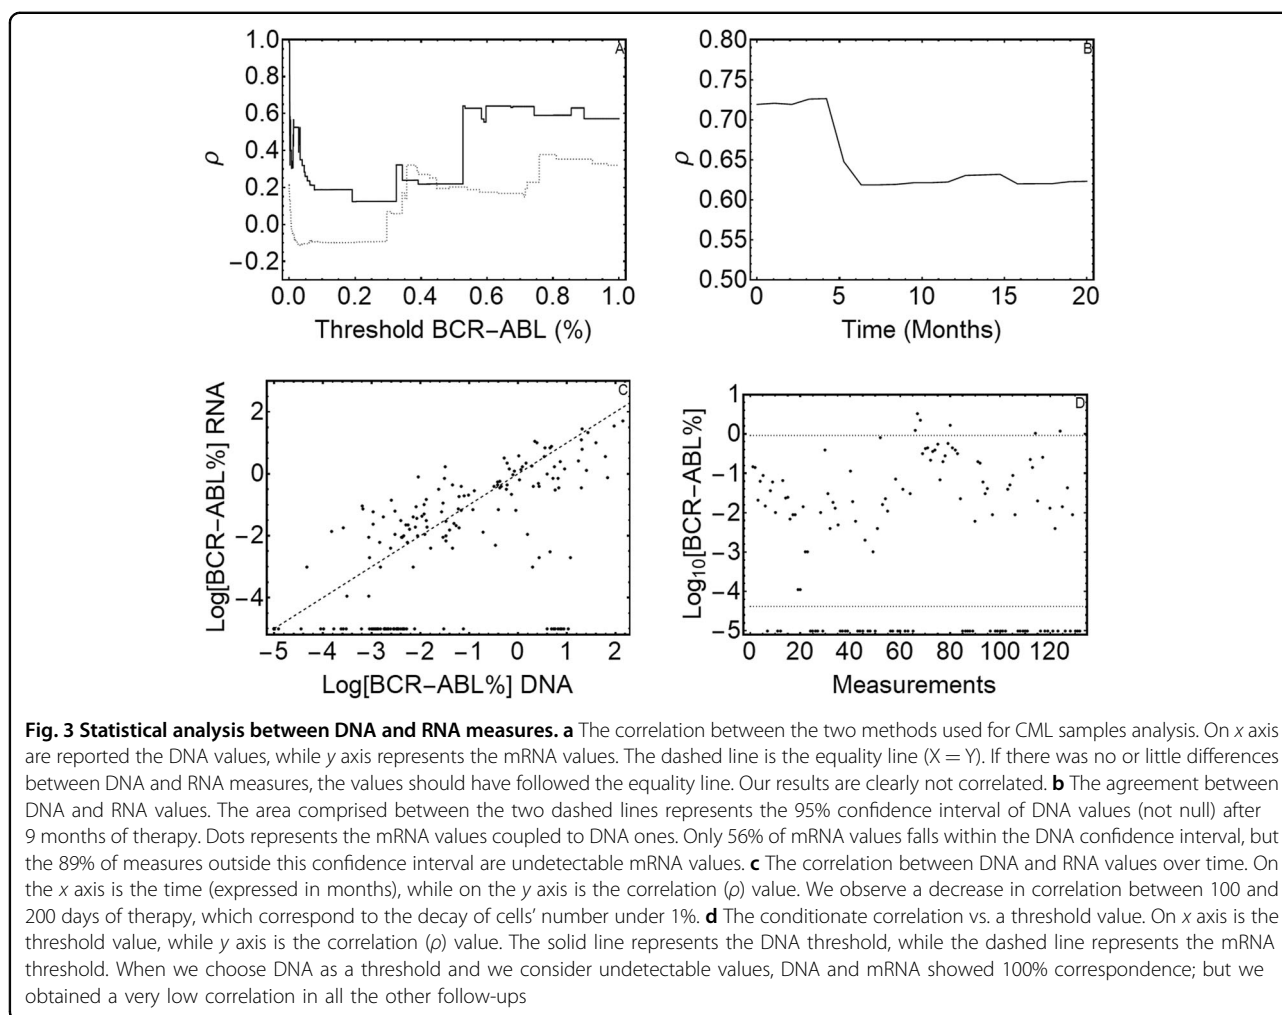 A
1.0
0.8
0.6
0.4
0.2
0.0
−0.2
ρ
0.0 0.2 0.4 0.6 0.8 1.0
Threshold BCR−ABL (%)
B
0.80
0.75
0.70
0.65
0.60
0.55
0.50
ρ
0 5 10 15 20
Time (Months)
C
2
0
−2
−4
Log[BCR−ABL%] RNA
−5 −4 −3 −2 −1 0 1 2
Log[BCR−ABL%] DNA
D
1
0
−1
−2
−3
−4
−5
Log10[BCR−ABL%]
0 20 40 60 80 100 120
Measurements
Fig. 3 Statistical analysis between DNA and RNA measures. a The correlation between the two methods used for CML samples analysis. On x axis
are reported the DNA values, while y axis represents the mRNA values. The dashed line is the equality line (X = Y). If there was no or little differences
between DNA and RNA measures, the values should have followed the equality line. Our results are clearly not correlated. b The agreement between
DNA and RNA values. The area comprised between the two dashed lines represents the 95% confidence interval of DNA values (not null) after
9 months of therapy. Dots represents the mRNA values coupled to DNA ones. Only 56% of mRNA values falls within the DNA confidence interval, but
the 89% of measures outside this confidence interval are undetectable mRNA values. c The correlation between DNA and RNA values over time. On
the x axis is the time (expressed in months), while on the y axis is the correlation (ρ) value. We observe a decrease in correlation between 100 and
200 days of therapy, which correspond to the decay of cells' number under 1%. d The conditionate correlation vs. a threshold value. On x axis is the
threshold value, while y axis is the correlation (ρ) value. The solid line represents the DNA threshold, while the dashed line represents the mRNA
threshold. When we choose DNA as a threshold and we consider undetectable values, DNA and mRNA showed 100% correspondence; but we
obtained a very low correlation in all the other follow-ups